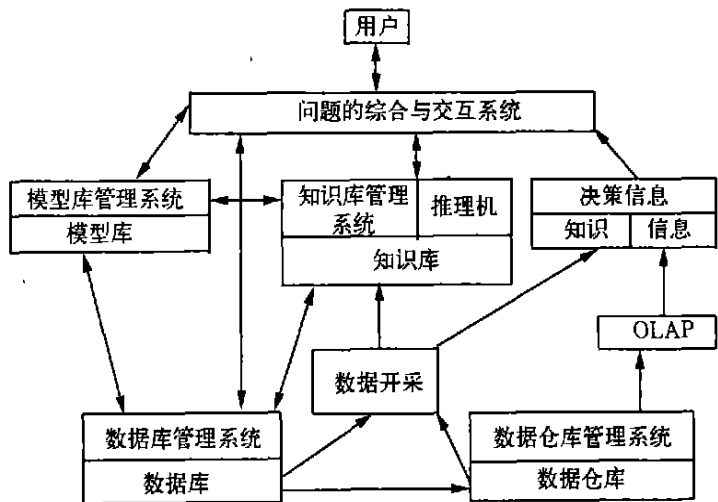 用户
问题的综合与交互系统
模型库管理系统
模型库
知识库管理
系统
推理机
知识库
决策信息
知识
信息
OLAP
数据开采
数据库管理系统
数据库
数据仓库管理系统
数据仓库